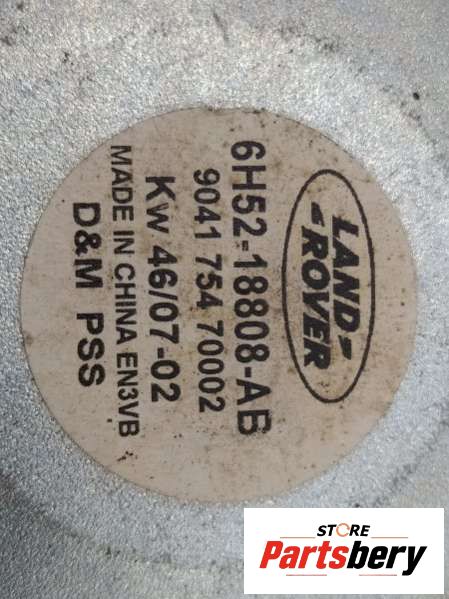 LAND-
-ROVER
6H52-18808-AB
9041 754 70002
Kw 46/07-02
MADE IN CHINA EN3VB
D&M PSS
STORE
Partsbery